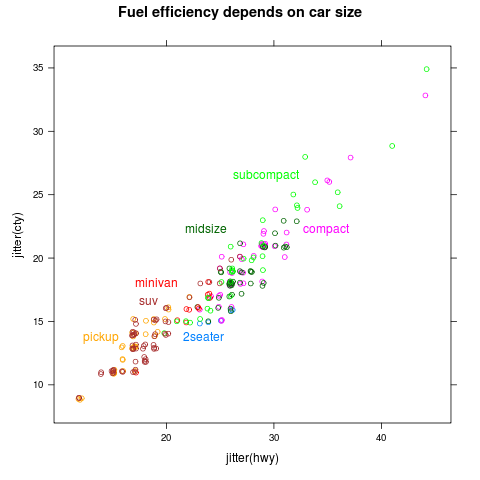 Fuel efficiency depends on car size
35
30
25
20
15
10
jitter(cty)
subcompact
midsize
compact
minivan
suv
pickup
2seater
20
30
40
jitter(hwy)